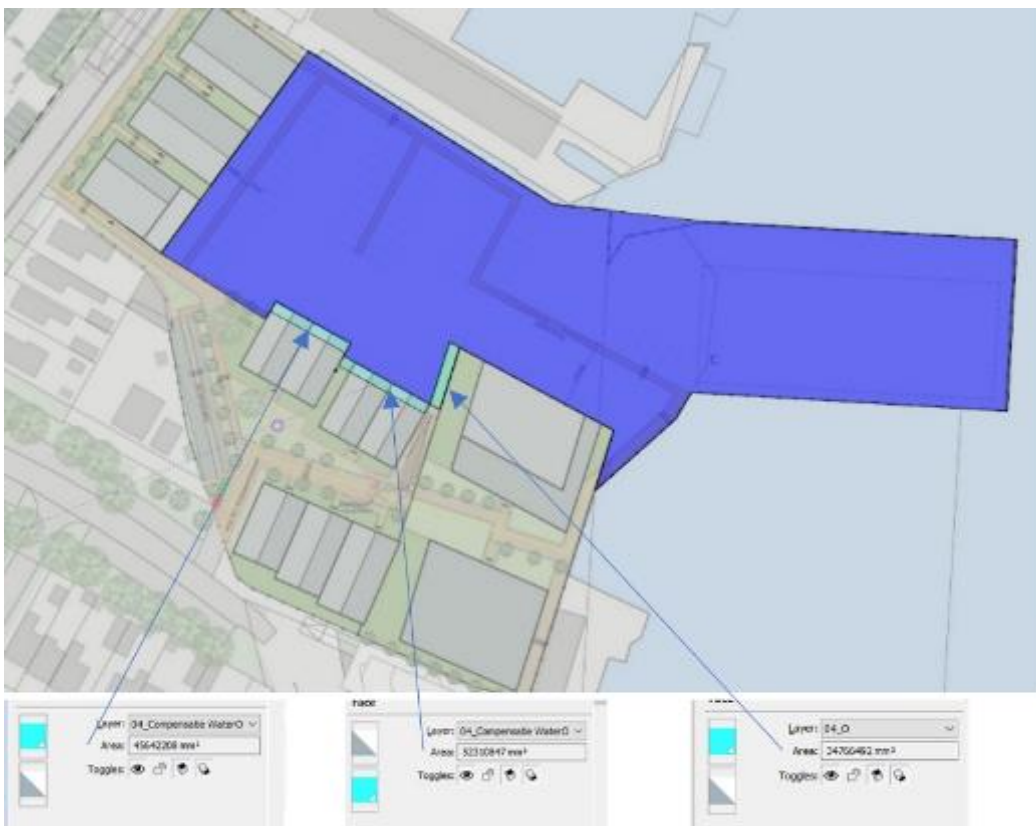 Layer: 04_Compensatie WaterO
Area: 45642208 mm²
Toggles:
Face
Layer: 04_Compensatie WaterO
Area: 52310847 mm²
Toggles:
Layer: 04_O
Area: 34766492 mm²
Toggles: